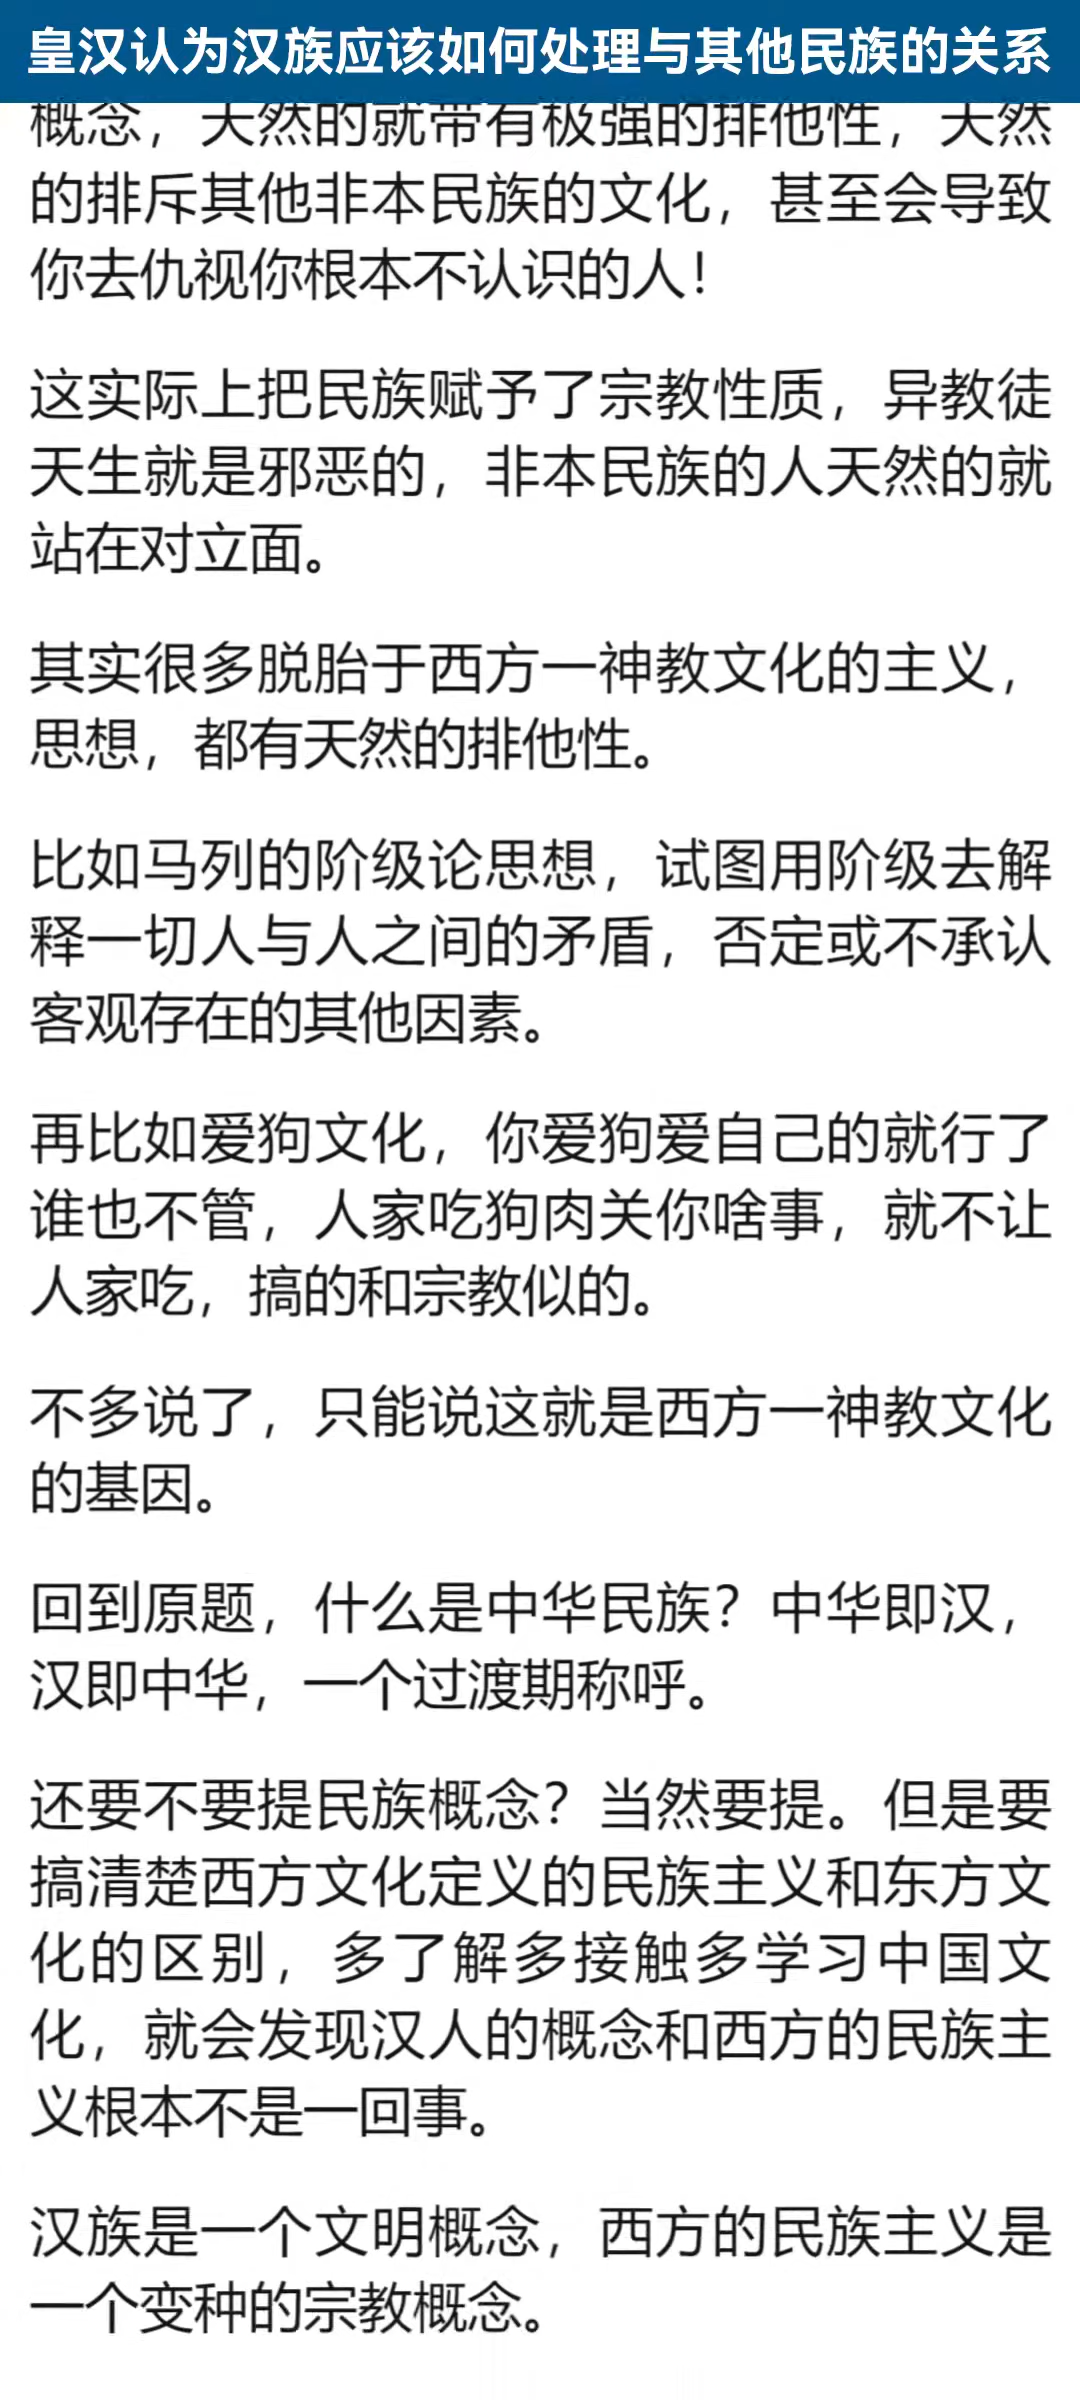 皇汉认为汉族应该如何处理与其他民族的关系
概念，天然的就带有极强的排他性，天然
的排斥其他非本民族的文化，甚至会导致
你去仇视你根本不认识的人！
这实际上把民族赋予了宗教性质，异教徒
天生就是邪恶的，非本民族的人天然的就
站在对立面。
其实很多脱胎于西方一神教文化的主义，
思想，都有天然的排他性。
比如马列的阶级论思想，试图用阶级去解
释一切人与人之间的矛盾，否定或不承认
客观存在的其他因素。
再比如爱狗文化，你爱狗爱自己的就行了
谁也不管，人家吃狗肉关你啥事，就不让
人家吃，搞的和宗教似的。
不多说了，只能说这就是西方一神教文化
的基因。
回到原题，什么是中华民族？中华即汉，
汉即中华，一个过渡期称呼。
还要不要提民族概念？当然要提。但是要
搞清楚西方文化定义的民族主义和东方文
化的区别，多了解多接触多学习中国文
化，就会发现汉人的概念和西方的民族主
义根本不是一回事。
汉族是一个文明概念，西方的民族主义是
一个变种的宗教概念。